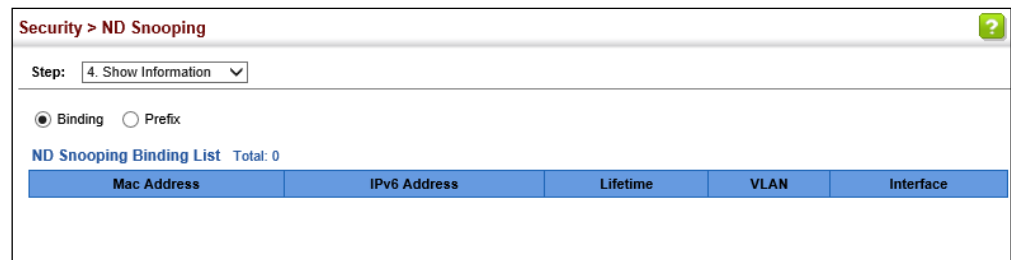 Security > ND Snooping
?
Step: 4. Show Information
Binding Prefix
ND Snooping Binding List Total: 0
Mac Address IPv6 Address Lifetime VLAN Interface